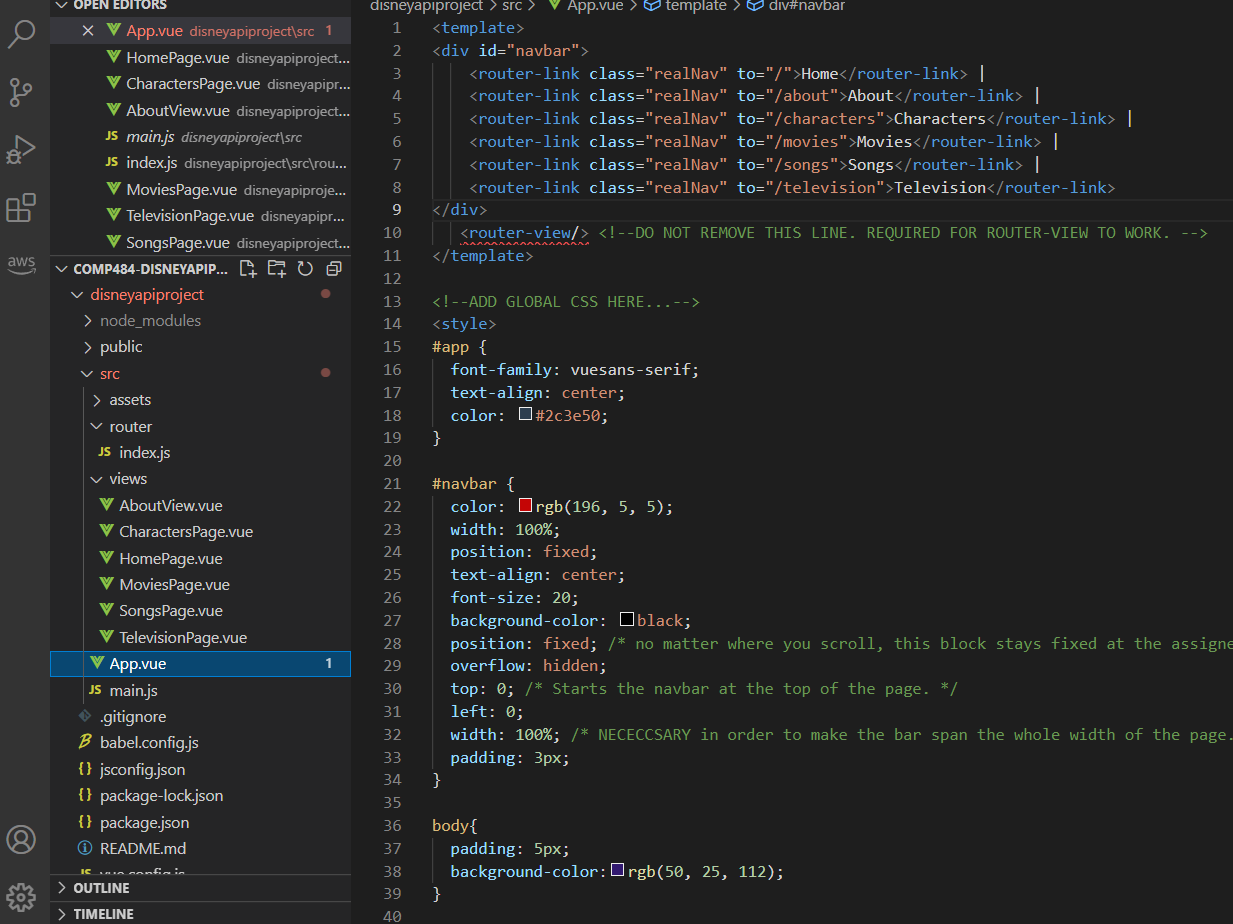 OPEN EDITORS
App.vue disneyapiproject\src 1
HomePage.vue disneyapiproject...
CharactersPage.vue disneyapipr...
AboutView.vue disneyapiproject...
main.js disneyapiproject\src
index.js disneyapiproject\src\rou...
MoviesPage.vue disneyapiproje...
TelevisionPage.vue disneyapipr...
SongsPage.vue disneyapiproject...
COMP484-DISNEYAPIP...
disneyapiproject
node_modules
public
src
assets
router
JS index.js
views
AboutView.vue
CharactersPage.vue
HomePage.vue
MoviesPage.vue
SongsPage.vue
TelevisionPage.vue
App.vue 1
JS main.js
.gitignore
babel.config.js
jsconfig.json
package-lock.json
package.json
README.md
JS vue.config.js
OUTLINE
TIMELINE
aws
disneyapiproject > src > App.vue > template > div#navbar
1 <template>
2 <div id="navbar">
3 <router-link class="realNav" to="/">Home</router-link> |
4 <router-link class="realNav" to="/about">About</router-link> |
5 <router-link class="realNav" to="/characters">Characters</router-link> |
6 <router-link class="realNav" to="/movies">Movies</router-link> |
7 <router-link class="realNav" to="/songs">Songs</router-link> |
8 <router-link class="realNav" to="/television">Television</router-link>
9 </div>
10 <router-view/> <!--DO NOT REMOVE THIS LINE. REQUIRED FOR ROUTER-VIEW TO WORK. -->
11 </template>
12
13 <!--ADD GLOBAL CSS HERE...-->
14 <style>
15 #app {
16 font-family: vuesans-serif;
17 text-align: center;
18 color: #2c3e50;
19 }
20
21 #navbar {
22 color: rgb(196, 5, 5);
23 width: 100%;
24 position: fixed;
25 text-align: center;
26 font-size: 20;
27 background-color: black;
28 position: fixed; /* no matter where you scroll, this block stays fixed at the assigne
29 overflow: hidden;
30 top: 0; /* Starts the navbar at the top of the page. */
31 left: 0;
32 width: 100%; /* NECECCSARY in order to make the bar span the whole width of the page.
33 padding: 3px;
34 }
35
36 body{
37 padding: 5px;
38 background-color: rgb(50, 25, 112);
39 }
40